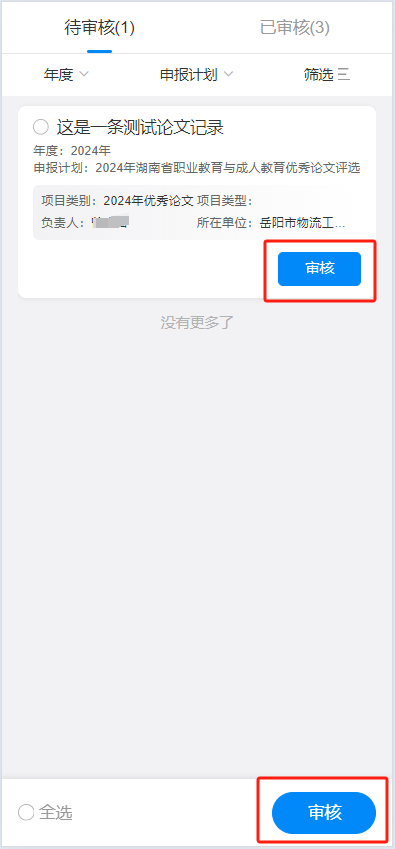 待审核(1) 已审核(3)
年度 申报计划 筛选
这是一条测试论文记录
年度：2024年
申报计划：2024年湖南省职业教育与成人教育优秀论文评选
项目类别：2024年优秀论文 项目类型：
负责人： 所在单位：岳阳市物流工...
审核
没有更多了
全选 审核